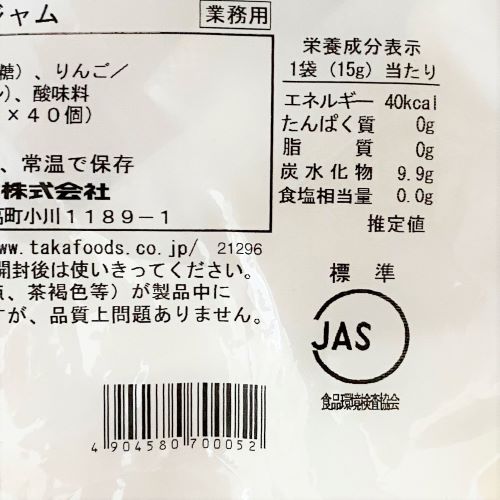 ジャム
業務用
糖）、りんご／
、酸味料
×４０個）
、常温で保存
株式会社
高町小川１１８９－１
www.takafoods.co.jp/ 21296
開封後は使いきってください。
点、茶褐色等）が製品中に
すが、品質上問題ありません。
栄養成分表示
1袋（15g）当たり
エネルギー 40kcal
たんぱく質 0g
脂質 0g
炭水化物 9.9g
食塩相当量 0.0g
推定値
標準
JAS
食品環境検査協会
4904580700052